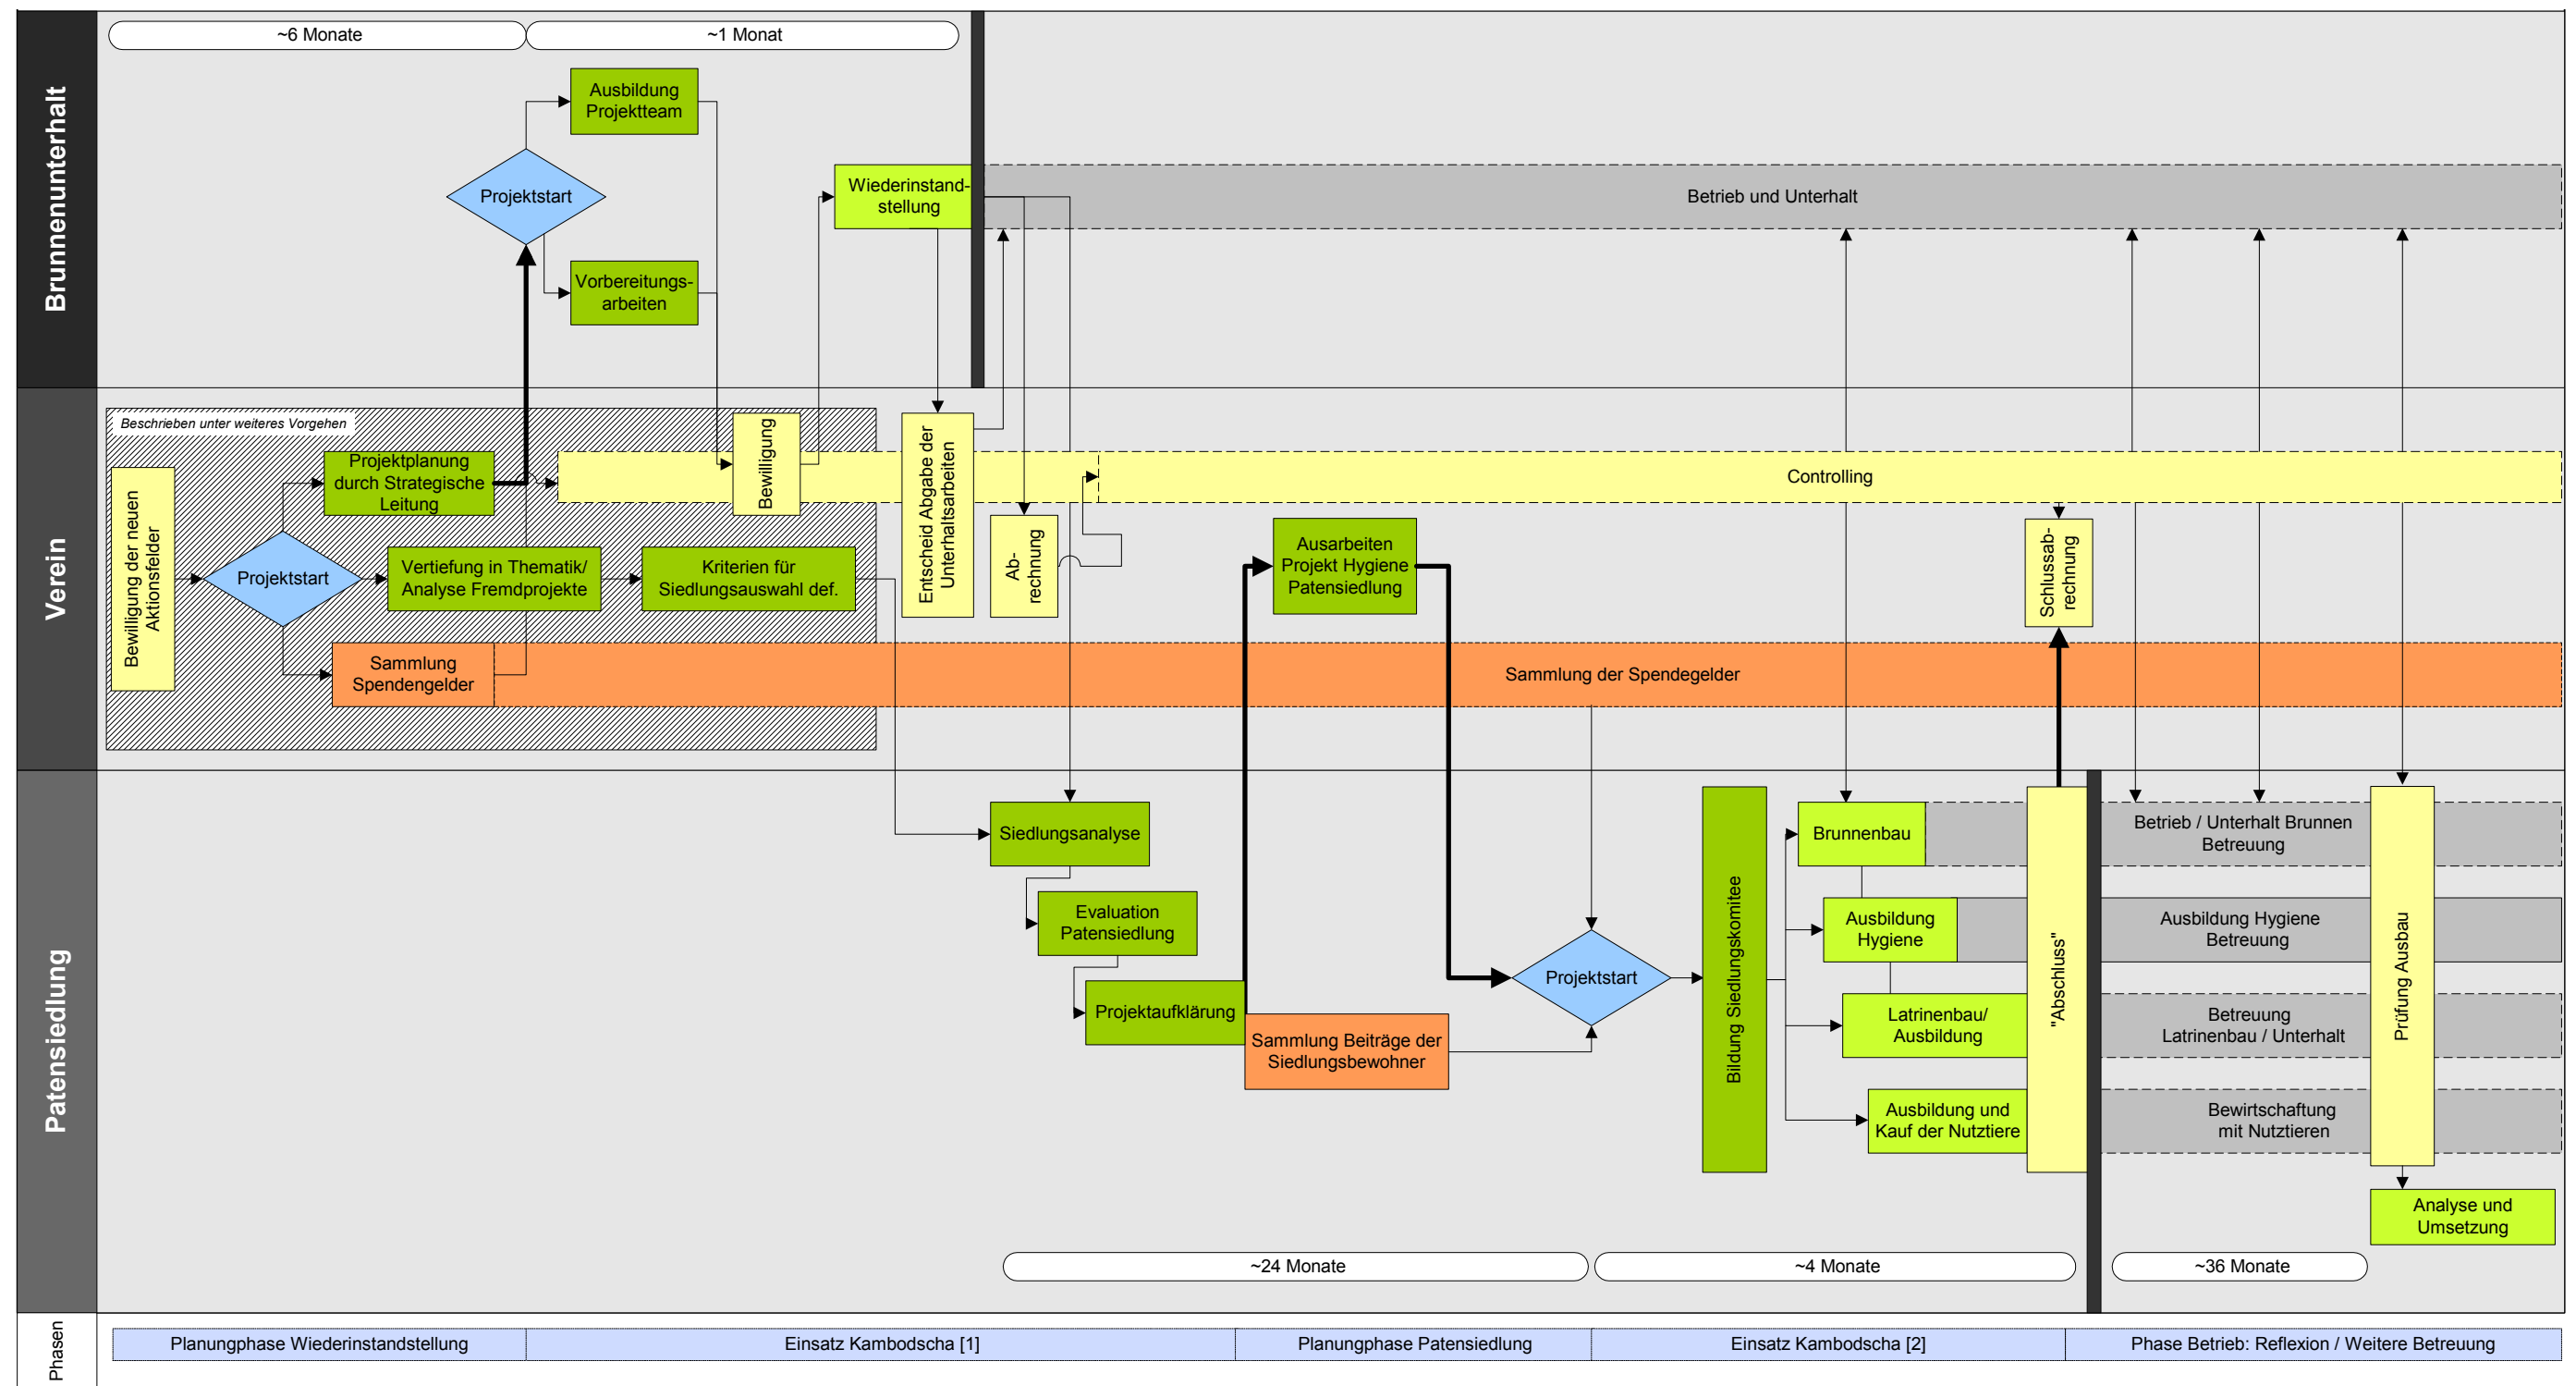 Brunnenunterhalt
~6 Monate
~1 Monat
Ausbildung
Projektteam
Projektstart
Vorbereitungs-
arbeiten
Wiederinstand-
stellung
Betrieb und Unterhalt
Verein
Beschrieben unter weiteres Vorgehen
Bewilligung der neuen
Aktionsfelder
Projektplanung
durch Strategische
Leitung
Projektstart
Vertiefung in Thematik/
Analyse Fremdprojekte
Kriterien für
Siedlungsauswahl def.
Sammlung
Spendengelder
Bewilligung
Entscheid Abgabe der
Unterhaltsarbeiten
Ab-
rechnung
Controlling
Ausarbeiten
Projekt Hygiene
Patensiedlung
Schlussab-
rechnung
Sammlung der Spendegelder
Patensiedlung
Siedlungsanalyse
Evaluation
Patensiedlung
Projektaufklärung
Sammlung Beiträge der
Siedlungsbewohner
Projektstart
Bildung Siedlungskomitee
Brunnenbau
Ausbildung
Hygiene
Latrinenbau/
Ausbildung
Ausbildung und
Kauf der Nutztiere
"Abschluss"
Betrieb / Unterhalt Brunnen
Betreuung
Ausbildung Hygiene
Betreuung
Betreuung
Latrinenbau / Unterhalt
Bewirtschaftung
mit Nutztieren
Prüfung Ausbau
Analyse und
Umsetzung
~24 Monate
~4 Monate
~36 Monate
Phasen
Planungphase Wiederinstandstellung
Einsatz Kambodscha [1]
Planungphase Patensiedlung
Einsatz Kambodscha [2]
Phase Betrieb: Reflexion / Weitere Betreuung